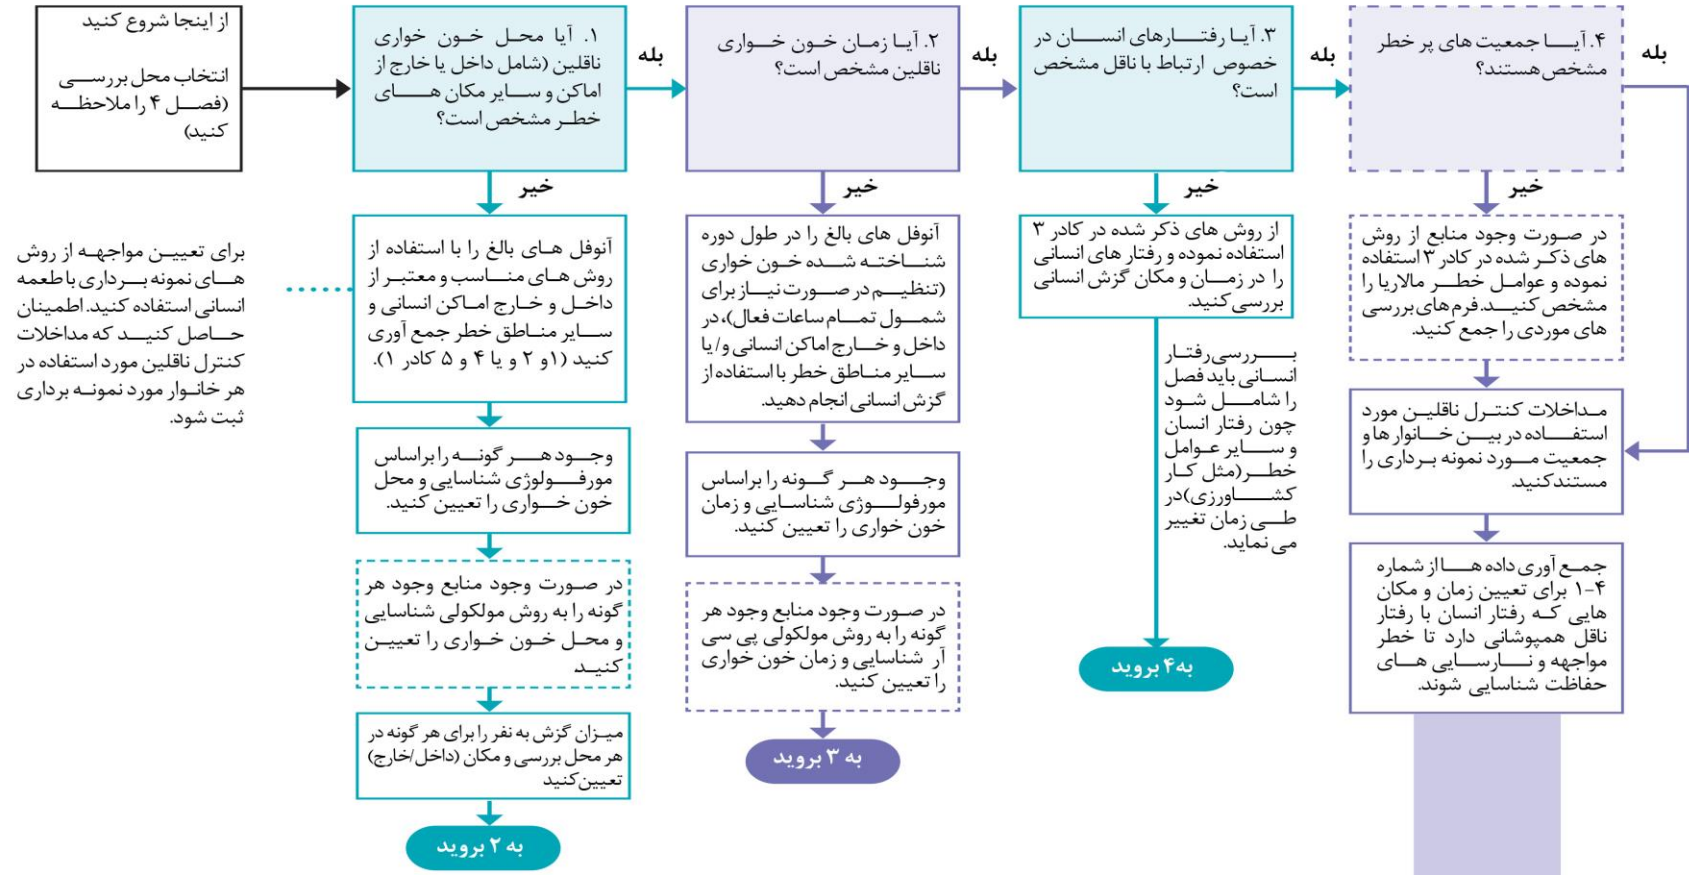 از اینجا شروع کنید
انتخاب محل بررسی
(فصل ۴ را ملاحظه
کنید)
۱. آیا محل خون خواری
ناقلین (شامل داخل یا خارج از
اماکن و سایر مکان های
خطر مشخص است؟
بله
۲. آیا زمان خون خواری
ناقلین مشخص است؟
بله
۳. آیا رفتارهای انسان در
خصوص ارتباط با ناقل مشخص
است؟
بله
۴. آیا جمعیت های پر خطر
مشخص هستند؟
بله
خیر
خیر
خیر
خیر
برای تعیین مواجهه از روش
های نمونه برداری با طعمه
انسانی استفاده کنید. اطمینان
حاصل کنید که مداخلات
کنترل ناقلین مورد استفاده در
هر خانوار مورد نمونه برداری
ثبت شود.
آنوفل های بالغ را با استفاده از
روش های مناسب و معتبر از
داخل و خارج اماکن انسانی و
سایر مناطق خطر جمع آوری
کنید (۱و ۲ و یا ۴ و ۵ کادر ۱).
وجود هر گونه را براساس
مورفولوژی شناسایی و محل
خون خواری را تعیین کنید.
در صورت وجود منابع وجود هر
گونه را به روش مولکولی شناسایی
و محل خون خواری را تعیین
کنید
میزان گزش به نفر را برای هر گونه در
هر محل بررسی و مکان (داخل/خارج)
تعیین کنید
به ۲ بروید
آنوفل های بالغ را در طول دوره
شناخته شده خون خواری
(تنظیم در صورت نیاز برای
شمول تمام ساعات فعال)، در
داخل و خارج اماکن انسانی و/یا
سایر مناطق خطر با استفاده از
گزش انسانی انجام دهید.
وجود هر گونه را براساس
مورفولوژی شناسایی و زمان
خون خواری را تعیین کنید.
در صورت وجود منابع وجود هر
گونه را به روش مولکولی پی سی
آر شناسایی و زمان خون خواری
را تعیین کنید.
به ۳ بروید
از روش های ذکر شده در کادر ۳
استفاده نموده و رفتار های انسانی
را در زمان و مکان گزش انسانی
بررسی کنید.
بررسی رفتار
انسانی باید فصل
را شامل شود
چون رفتار انسان
و سایر عوامل
خطر(مثل کار
کشاورزی)در
طی زمان تغییر
می نماید.
به ۴ بروید
در صورت وجود منابع از روش
های ذکر شده در کادر ۳ استفاده
نموده و عوامل خطر مالاریا را
مشخص کنید.فرم های بررسی
های موردی را جمع کنید.
مداخلات کنترل ناقلین مورد
استفاده در بین خانوار ها و
جمعیت مورد نمونه برداری را
مستند کنید.
جمع آوری داده ها از شماره
۱-۴ برای تعیین زمان و مکان
هایی که رفتار انسان با رفتار
ناقل همپوشانی دارد تا خطر
مواجهه و نارسایی های
حفاظت شناسایی شوند.